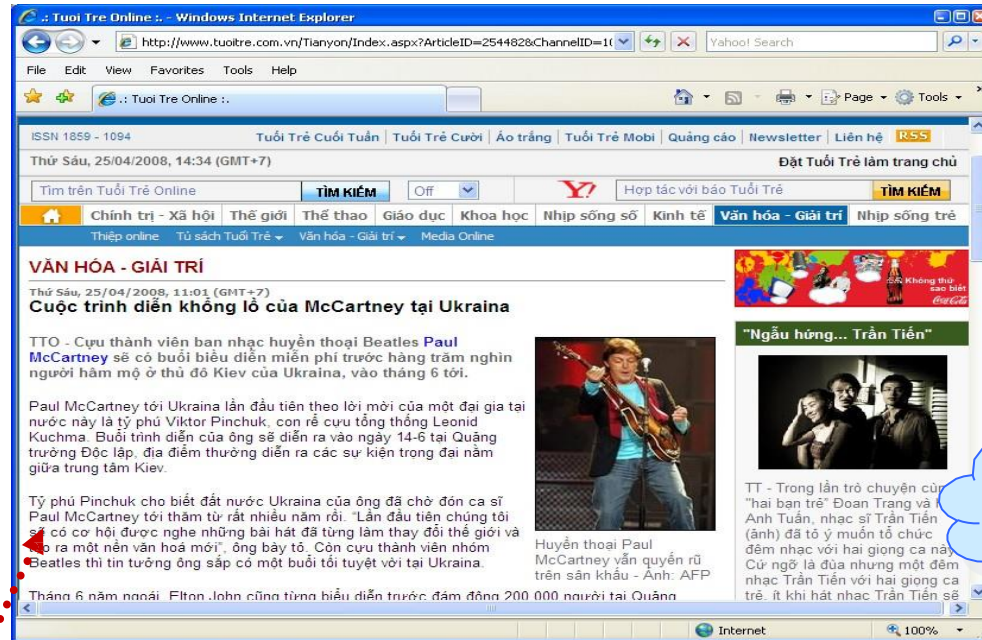 .: Tuoi Tre Online :. - Windows Internet Explorer
http://www.tuoitre.com.vn/Tianyon/Index.aspx?ArticleID=254482&ChannelID=1
Yahoo! Search
File Edit View Favorites Tools Help
.: Tuoi Tre Online :.
Page Tools
ISSN 1859 - 1094
Tuổi Trẻ Cuối Tuần | Tuổi Trẻ Cười | Áo trắng | Tuổi Trẻ Mobi | Quảng cáo | Newsletter | Liên hệ RSS
Thứ Sáu, 25/04/2008, 14:34 (GMT+7)
Đặt Tuổi Trẻ làm trang chủ
Tìm trên Tuổi Trẻ Online TÌM KIẾM Off Y! Hợp tác với báo Tuổi Trẻ TÌM KIẾM
Chính trị - Xã hội Thế giới Thể thao Giáo dục Khoa học Nhịp sống số Kinh tế Văn hóa - Giải trí Nhịp sống trẻ
Thiệp online Tủ sách Tuổi Trẻ Văn hóa - Giải trí Media Online
VĂN HÓA - GIẢI TRÍ
Thứ Sáu, 25/04/2008, 11:01 (GMT+7)
Cuộc trình diễn khổng lồ của McCartney tại Ukraina
TTO - Cựu thành viên ban nhạc huyền thoại Beatles Paul
McCartney sẽ có buổi biểu diễn miễn phí trước hàng trăm nghìn
người hâm mộ ở thủ đô Kiev của Ukraina, vào tháng 6 tới.
Paul McCartney tới Ukraina lần đầu tiên theo lời mời của một đại gia tại
nước này là tỷ phú Viktor Pinchuk, con rể cựu tổng thống Leonid
Kuchma. Buổi trình diễn của ông sẽ diễn ra vào ngày 14-6 tại Quảng
trường Độc lập, địa điểm thường diễn ra các sự kiện trọng đại nằm
giữa trung tâm Kiev.
Tỷ phú Pinchuk cho biết đất nước Ukraina của ông đã chờ đón ca sĩ
Paul McCartney tới thăm từ rất nhiều năm rồi. "Lần đầu tiên chúng tôi
sẽ có cơ hội được nghe những bài hát đã từng làm thay đổi thế giới và
ra một nền văn hoá mới", ông bày tỏ. Còn cựu thành viên nhóm
Beatles thì tin tưởng ông sắp có một buổi tối tuyệt vời tại Ukraina.
Tháng 6 năm ngoái, Elton John cũng từng biểu diễn trước đám đông 200 000 người tại Quảng
Huyền thoại Paul
McCartney vẫn quyến rũ
trên sân khấu - Ảnh: AFP
Không thử
sao biết
Coca-Cola
"Ngẫu hứng... Trần Tiến"
TT - Trong lần trò chuyện cùng
"hai bạn trẻ" Đoan Trang và
Anh Tuấn, nhạc sĩ Trần Tiến
(ảnh) đã tỏ ý muốn tổ chức
đêm nhạc với hai giọng ca này
Cứ ngỡ là đùa nhưng một đêm
nhạc Trần Tiến với hai giọng ca
trẻ, ít khi hát nhạc Trần Tiến sẽ
Internet
100%